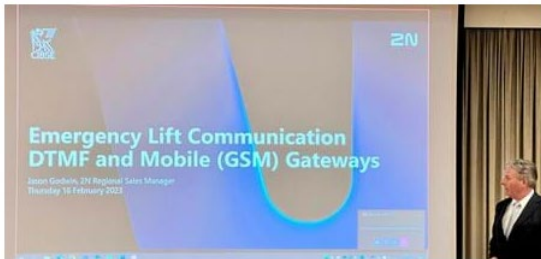 CIBSE
2N
Emergency Lift Communication
DTMF and Mobile (GSM) Gateways
Jason Godwin, 2N Regional Sales Manager
Thursday 16 February 2023